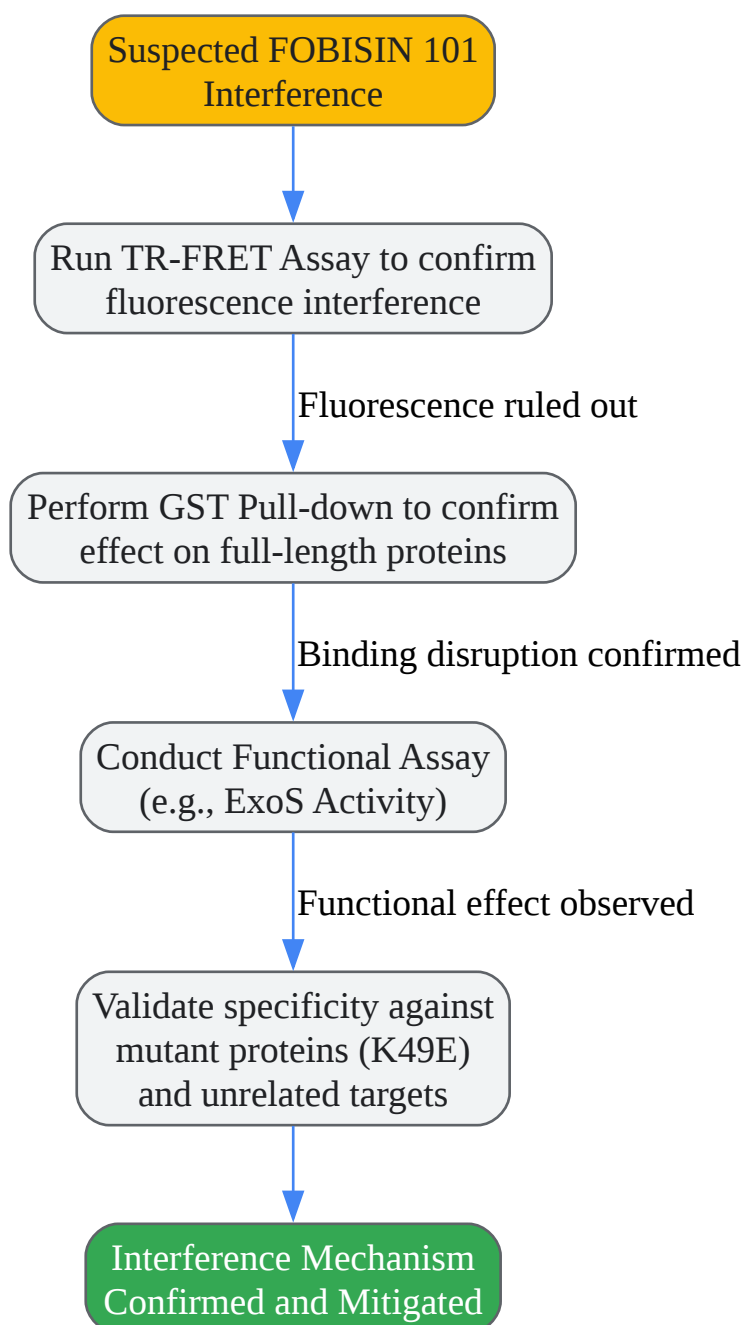 Suspected FOBISIN 101
Interference
Run TR-FRET Assay to confirm
fluorescence interference
Fluorescence ruled out
Perform GST Pull-down to confirm
effect on full-length proteins
Binding disruption confirmed
Conduct Functional Assay
(e.g., ExoS Activity)
Functional effect observed
Validate specificity against
mutant proteins (K49E)
and unrelated targets
Interference Mechanism
Confirmed and Mitigated